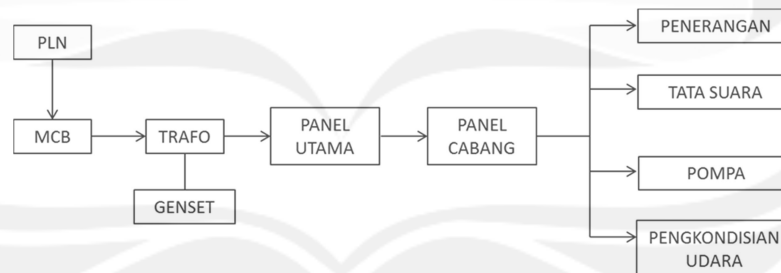 PLN
MCB
TRAFO
GENSET
PANEL
UTAMA
PANEL
CABANG
PENERANGAN
TATA SUARA
POMPA
PENGKONDISIAN
UDARA